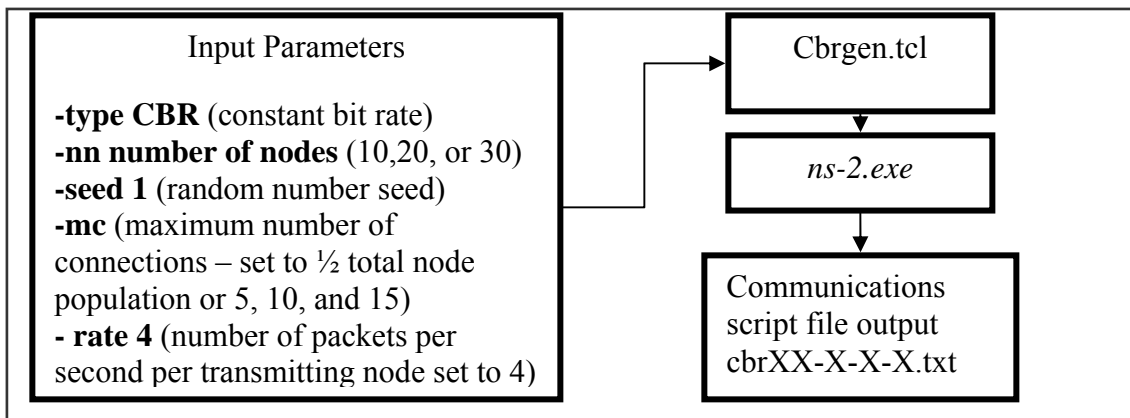 Input Parameters
-type CBR (constant bit rate)
-nn number of nodes (10,20, or 30)
-seed 1 (random number seed)
-mc (maximum number of
connections – set to ½ total node
population or 5, 10, and 15)
- rate 4 (number of packets per
second per transmitting node set to 4)
Cbrgen.tcl
ns-2.exe
Communications
script file output
cbrXX-X-X-X.txt